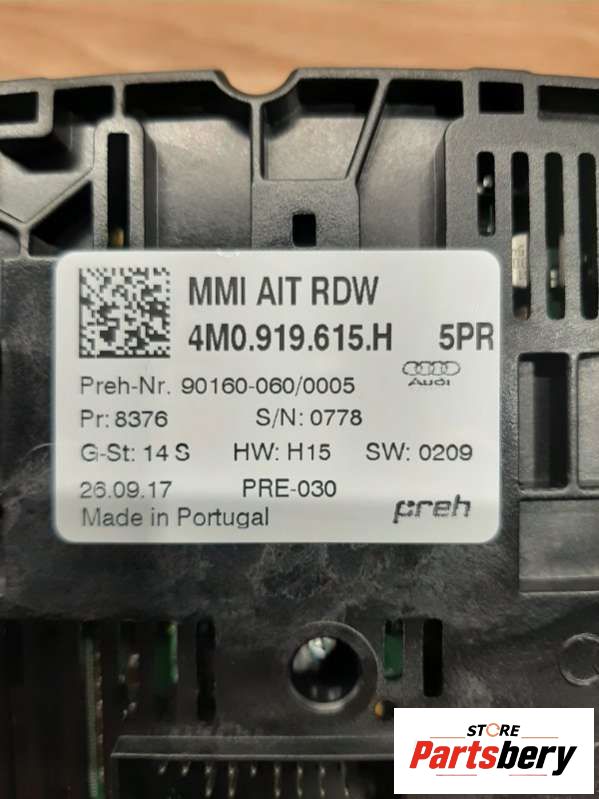 MMI AIT RDW
4M0.919.615.H 5PR
Audi
Preh-Nr. 90160-060/0005
Pr: 8376 S/N: 0778
G-St: 14 S HW: H15 SW: 0209
26.09.17 PRE-030
preh
Made in Portugal
STORE
Partsbery